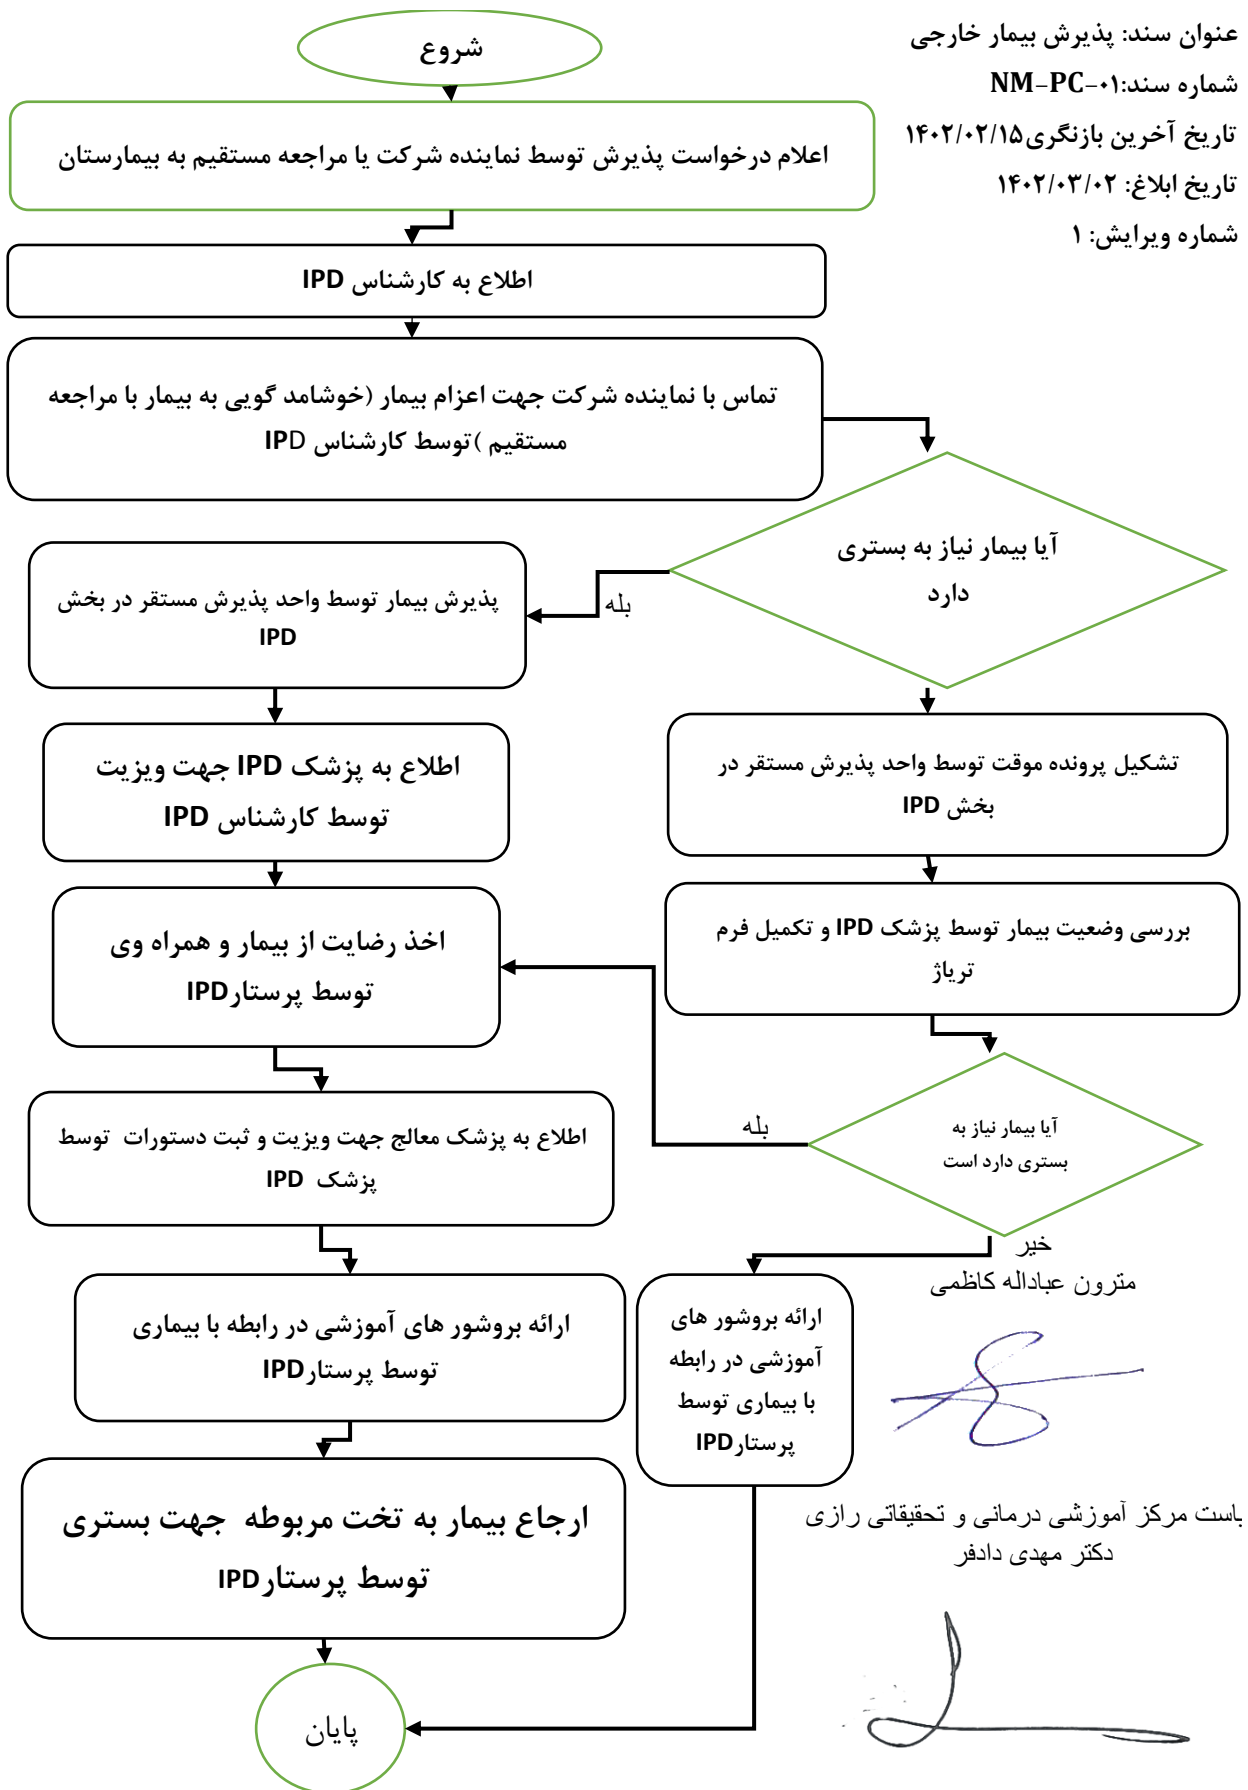 عنوان سند: پذیرش بیمار خارجی
شماره سند:NM-PC-۰۱
تاریخ آخرین بازنگری۱۴۰۲/۰۲/۱۵
تاریخ ابلاغ: ۱۴۰۲/۰۳/۰۲
شماره ویرایش: ۱
شروع
اعلام درخواست پذیرش توسط نماینده شرکت یا مراجعه مستقیم به بیمارستان
اطلاع به کارشناس IPD
تماس با نماینده شرکت جهت اعزام بیمار (خوشامد گویی به بیمار با مراجعه
مستقیم )توسط کارشناس IPD
آیا بیمار نیاز به بستری
دارد
بله
پذیرش بیمار توسط واحد پذیرش مستقر در بخش
IPD
اطلاع به پزشک IPD جهت ویزیت
توسط کارشناس IPD
تشکیل پرونده موقت توسط واحد پذیرش مستقر در
بخش IPD
بررسی وضعیت بیمار توسط پزشک IPD و تکمیل فرم
تریاژ
اخذ رضایت از بیمار و همراه وی
توسط پرستارIPD
آیا بیمار نیاز به
بستری دارد است
بله
خیر
اطلاع به پزشک معالج جهت ویزیت و ثبت دستورات توسط
پزشک IPD
ارائه بروشور های آموزشی در رابطه با بیماری
توسط پرستارIPD
ارائه بروشور های
آموزشی در رابطه
با بیماری توسط
پرستارIPD
ارجاع بیمار به تخت مربوطه جهت بستری
توسط پرستارIPD
پایان
مترون عباداله کاظمی
یاست مرکز آموزشی درمانی و تحقیقاتی رازی
دکتر مهدی دادفر